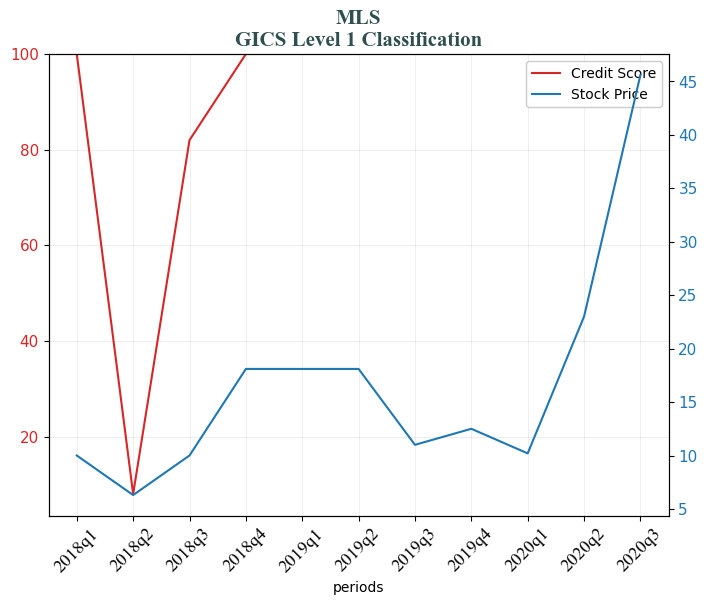 MLS
GICS Level 1 Classification
Credit Score
Stock Price
100
80
60
40
20
45
40
35
30
25
20
15
10
5
2018q1
2018q2
2018q3
2018q4
2019q1
2019q2
2019q3
2019q4
2020q1
2020q2
2020q3
periods